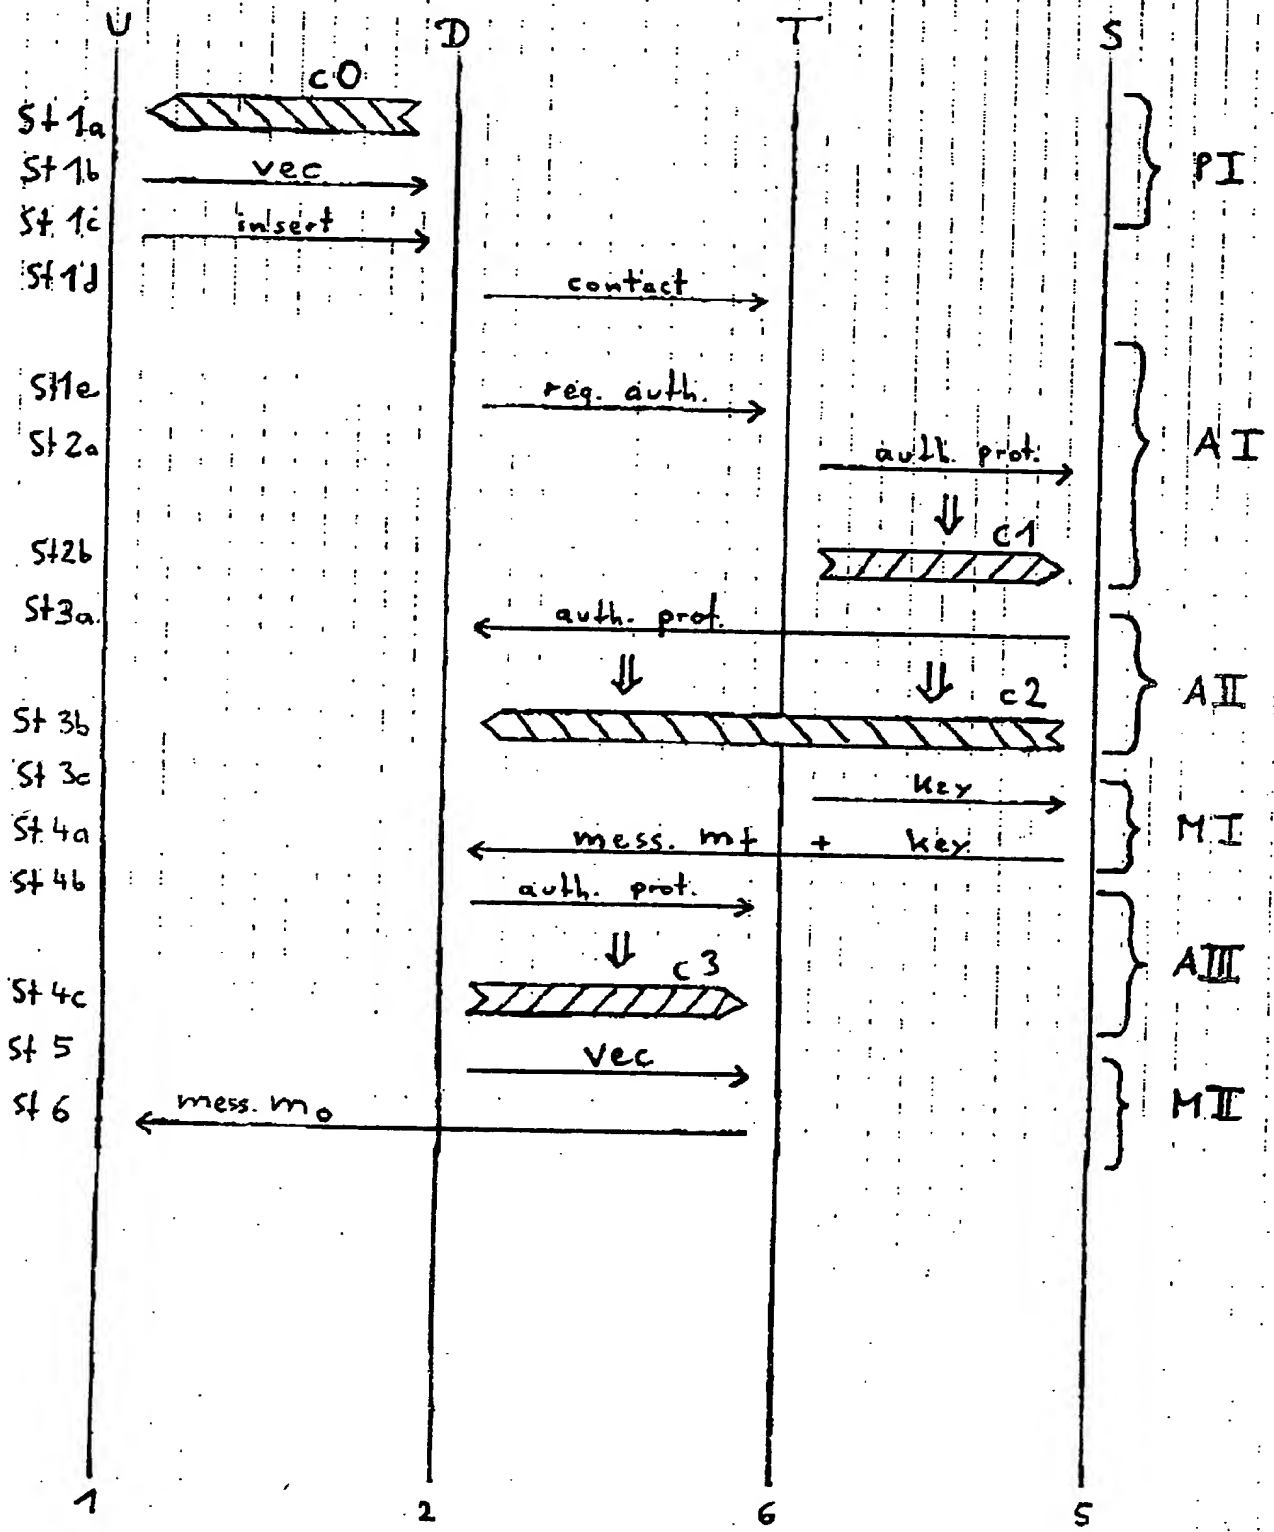 U D T S
c0
St 1a
PI
St 1b vec
St. 1c insert
St 1d contact
St1e req. auth.
St 2a auth. prot. AI
c1
St2b
St3a. auth. prot.
AII
c2
St 3b
St 3c key
St 4a mess. mt + key MI
St 4b auth. prot.
c3 AIII
St 4c
St 5 vec
St 6 mess. mo MII
1 2 6 5